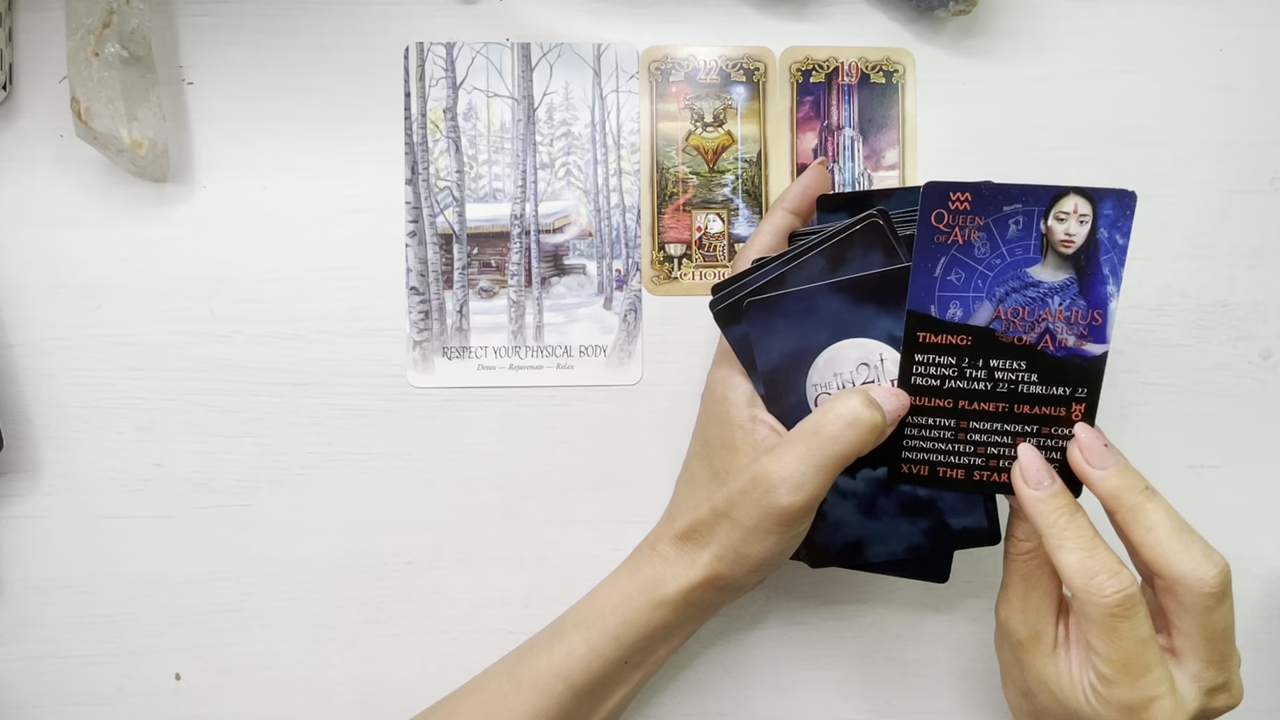 RESPECT YOUR PHYSICAL BODY
Detox — Rejuvenate — Relax
22
19
THE IN2IT
QUEEN
OF AIR
AQUARIUS
OF AIR
TIMING:
WITHIN 2-4 WEEKS
DURING THE WINTER
FROM JANUARY 22 - FEBRUARY 22
RULING PLANET: URANUS
ASSERTIVE = INDEPENDENT =
IDEALISTIC = ORIGINAL =
OPINIONATED =
INDIVIDUALISTIC =
XVII THE STAR